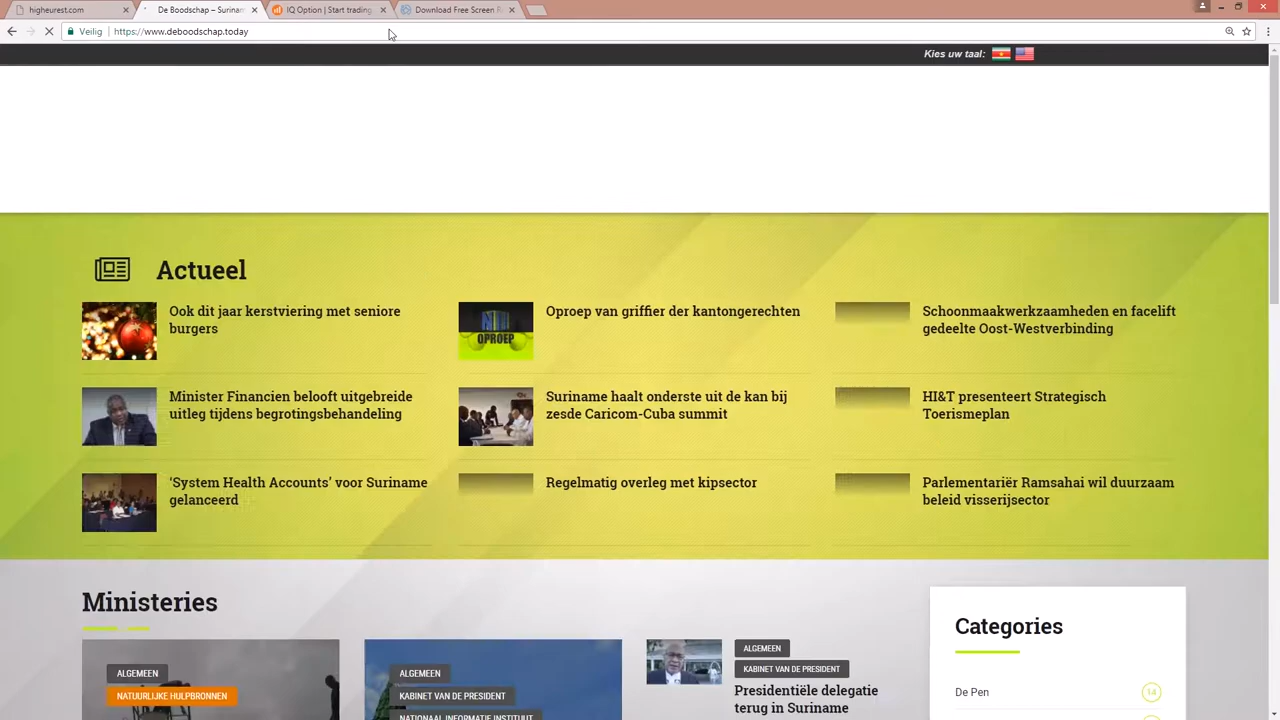 higheurest.com
De Boodschap – Surinam
IQ Option | Start trading
Download Free Screen R
Veilig
https://www.deboodschap.today
Kies uw taal:
Actueel
Ook dit jaar kerstviering met seniore
burgers
Oproep van griffier der kantongerechten
Schoonmaakwerkzaamheden en facelift
gedeelte Oost-Westverbinding
OPROEP
Minister Financien belooft uitgebreide
uitleg tijdens begrotingsbehandeling
Suriname haalt onderste uit de kan bij
zesde Caricom-Cuba summit
HI&T presenteert Strategisch
Toerismeplan
‘System Health Accounts’ voor Suriname
gelanceerd
Regelmatig overleg met kipsector
Parlementariër Ramsahai wil duurzaam
beleid visserijsector
Ministeries
ALGEMEEN
NATUURLIJKE HULPBRONNEN
ALGEMEEN
KABINET VAN DE PRESIDENT
NATIONAAL INFORMATIE INSTITUUT
ALGEMEEN
KABINET VAN DE PRESIDENT
Presidentiële delegatie
terug in Suriname
Categories
De Pen
14